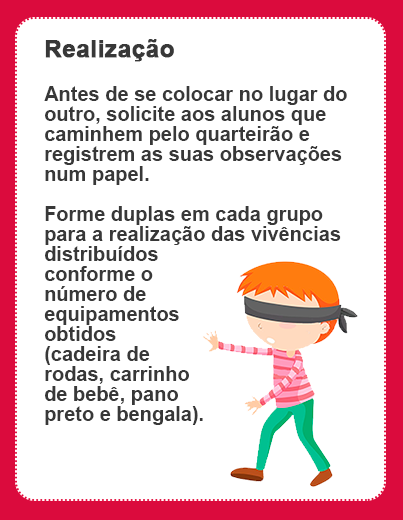 Realização
Antes de se colocar no lugar do
outro, solicite aos alunos que
caminhem pelo quarteirão e
registrem as suas observações
num papel.
Forme duplas em cada grupo
para a realização das vivências
distribuídos
conforme o
número de
equipamentos
obtidos
(cadeira de
rodas, carrinho
de bebê, pano
preto e bengala).